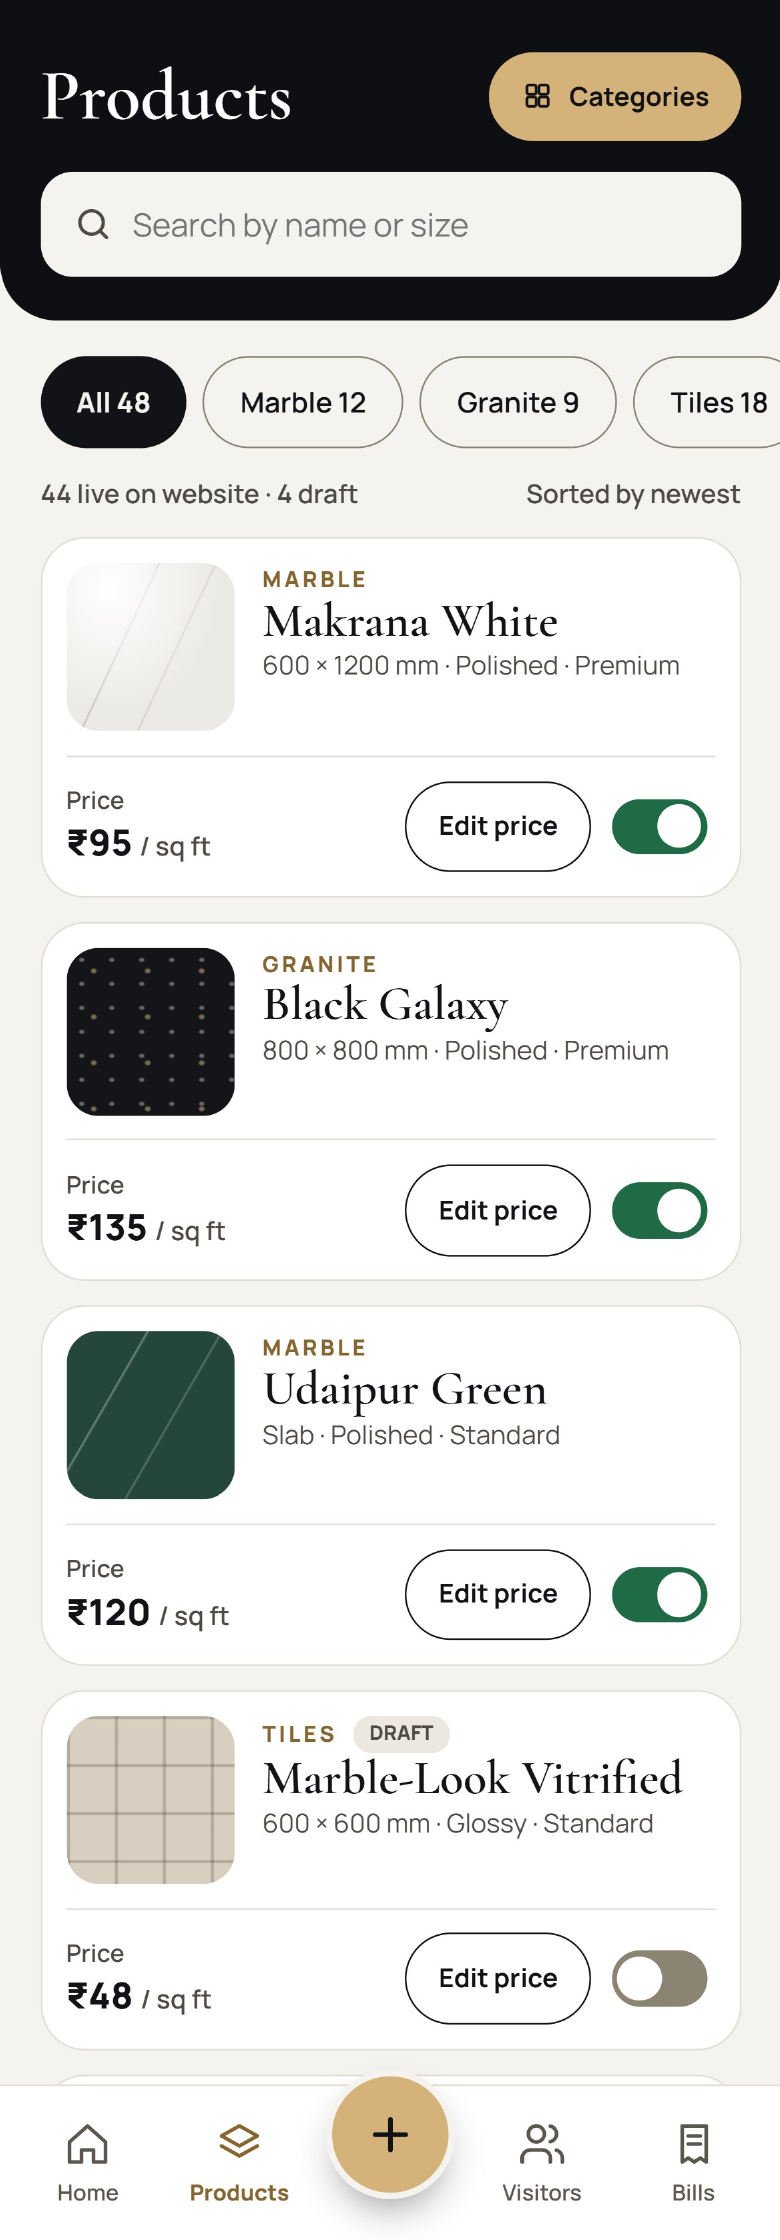 Products
Categories
Search by name or size
All 48
Marble 12
Granite 9
Tiles 18
44 live on website · 4 draft
Sorted by newest
MARBLE
Makrana White
600 × 1200 mm · Polished · Premium
Price
₹95 / sq ft
Edit price
GRANITE
Black Galaxy
800 × 800 mm · Polished · Premium
Price
₹135 / sq ft
Edit price
MARBLE
Udaipur Green
Slab · Polished · Standard
Price
₹120 / sq ft
Edit price
TILES DRAFT
Marble-Look Vitrified
600 × 600 mm · Glossy · Standard
Price
₹48 / sq ft
Edit price
Home
Products
Visitors
Bills